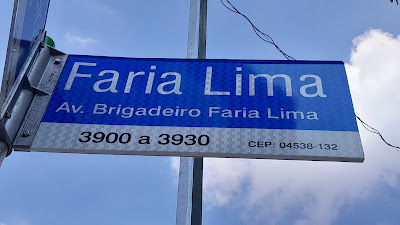 Faria Lima
Av. Brigadeiro Faria Lima
3900 a 3930 CEP: 04538-132